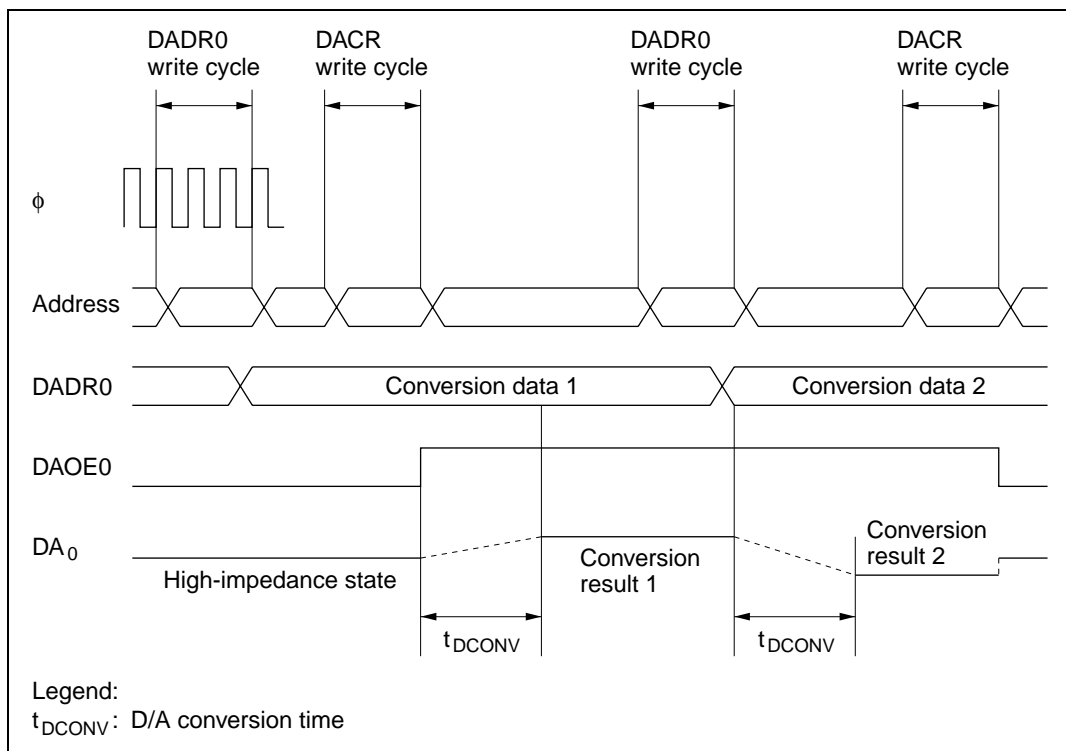 DADR0
write cycle
DACR
write cycle
DADR0
write cycle
DACR
write cycle
ϕ
Address
DADR0
Conversion data 1
Conversion data 2
DAOE0
DA0
High-impedance state
Conversion
result 1
Conversion
result 2
tDCONV
tDCONV
Legend:
tDCONV: D/A conversion time